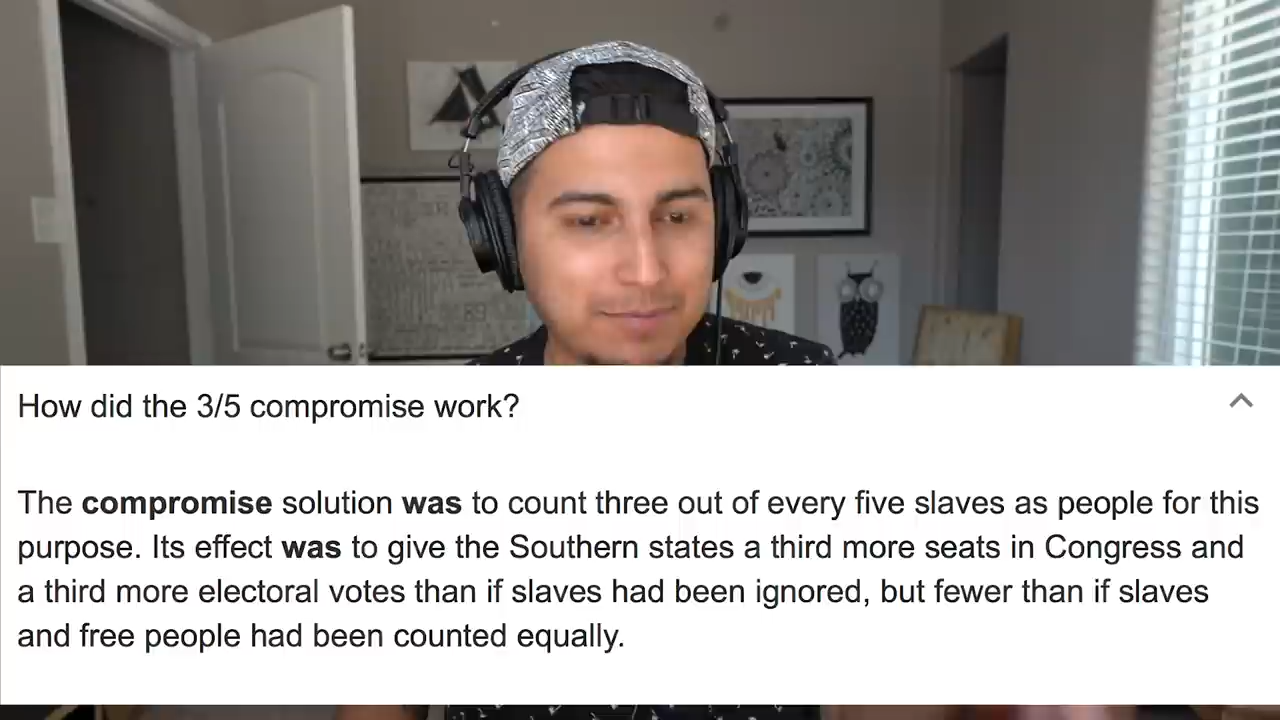 How did the 3/5 compromise work?
The compromise solution was to count three out of every five slaves as people for this
purpose. Its effect was to give the Southern states a third more seats in Congress and
a third more electoral votes than if slaves had been ignored, but fewer than if slaves
and free people had been counted equally.